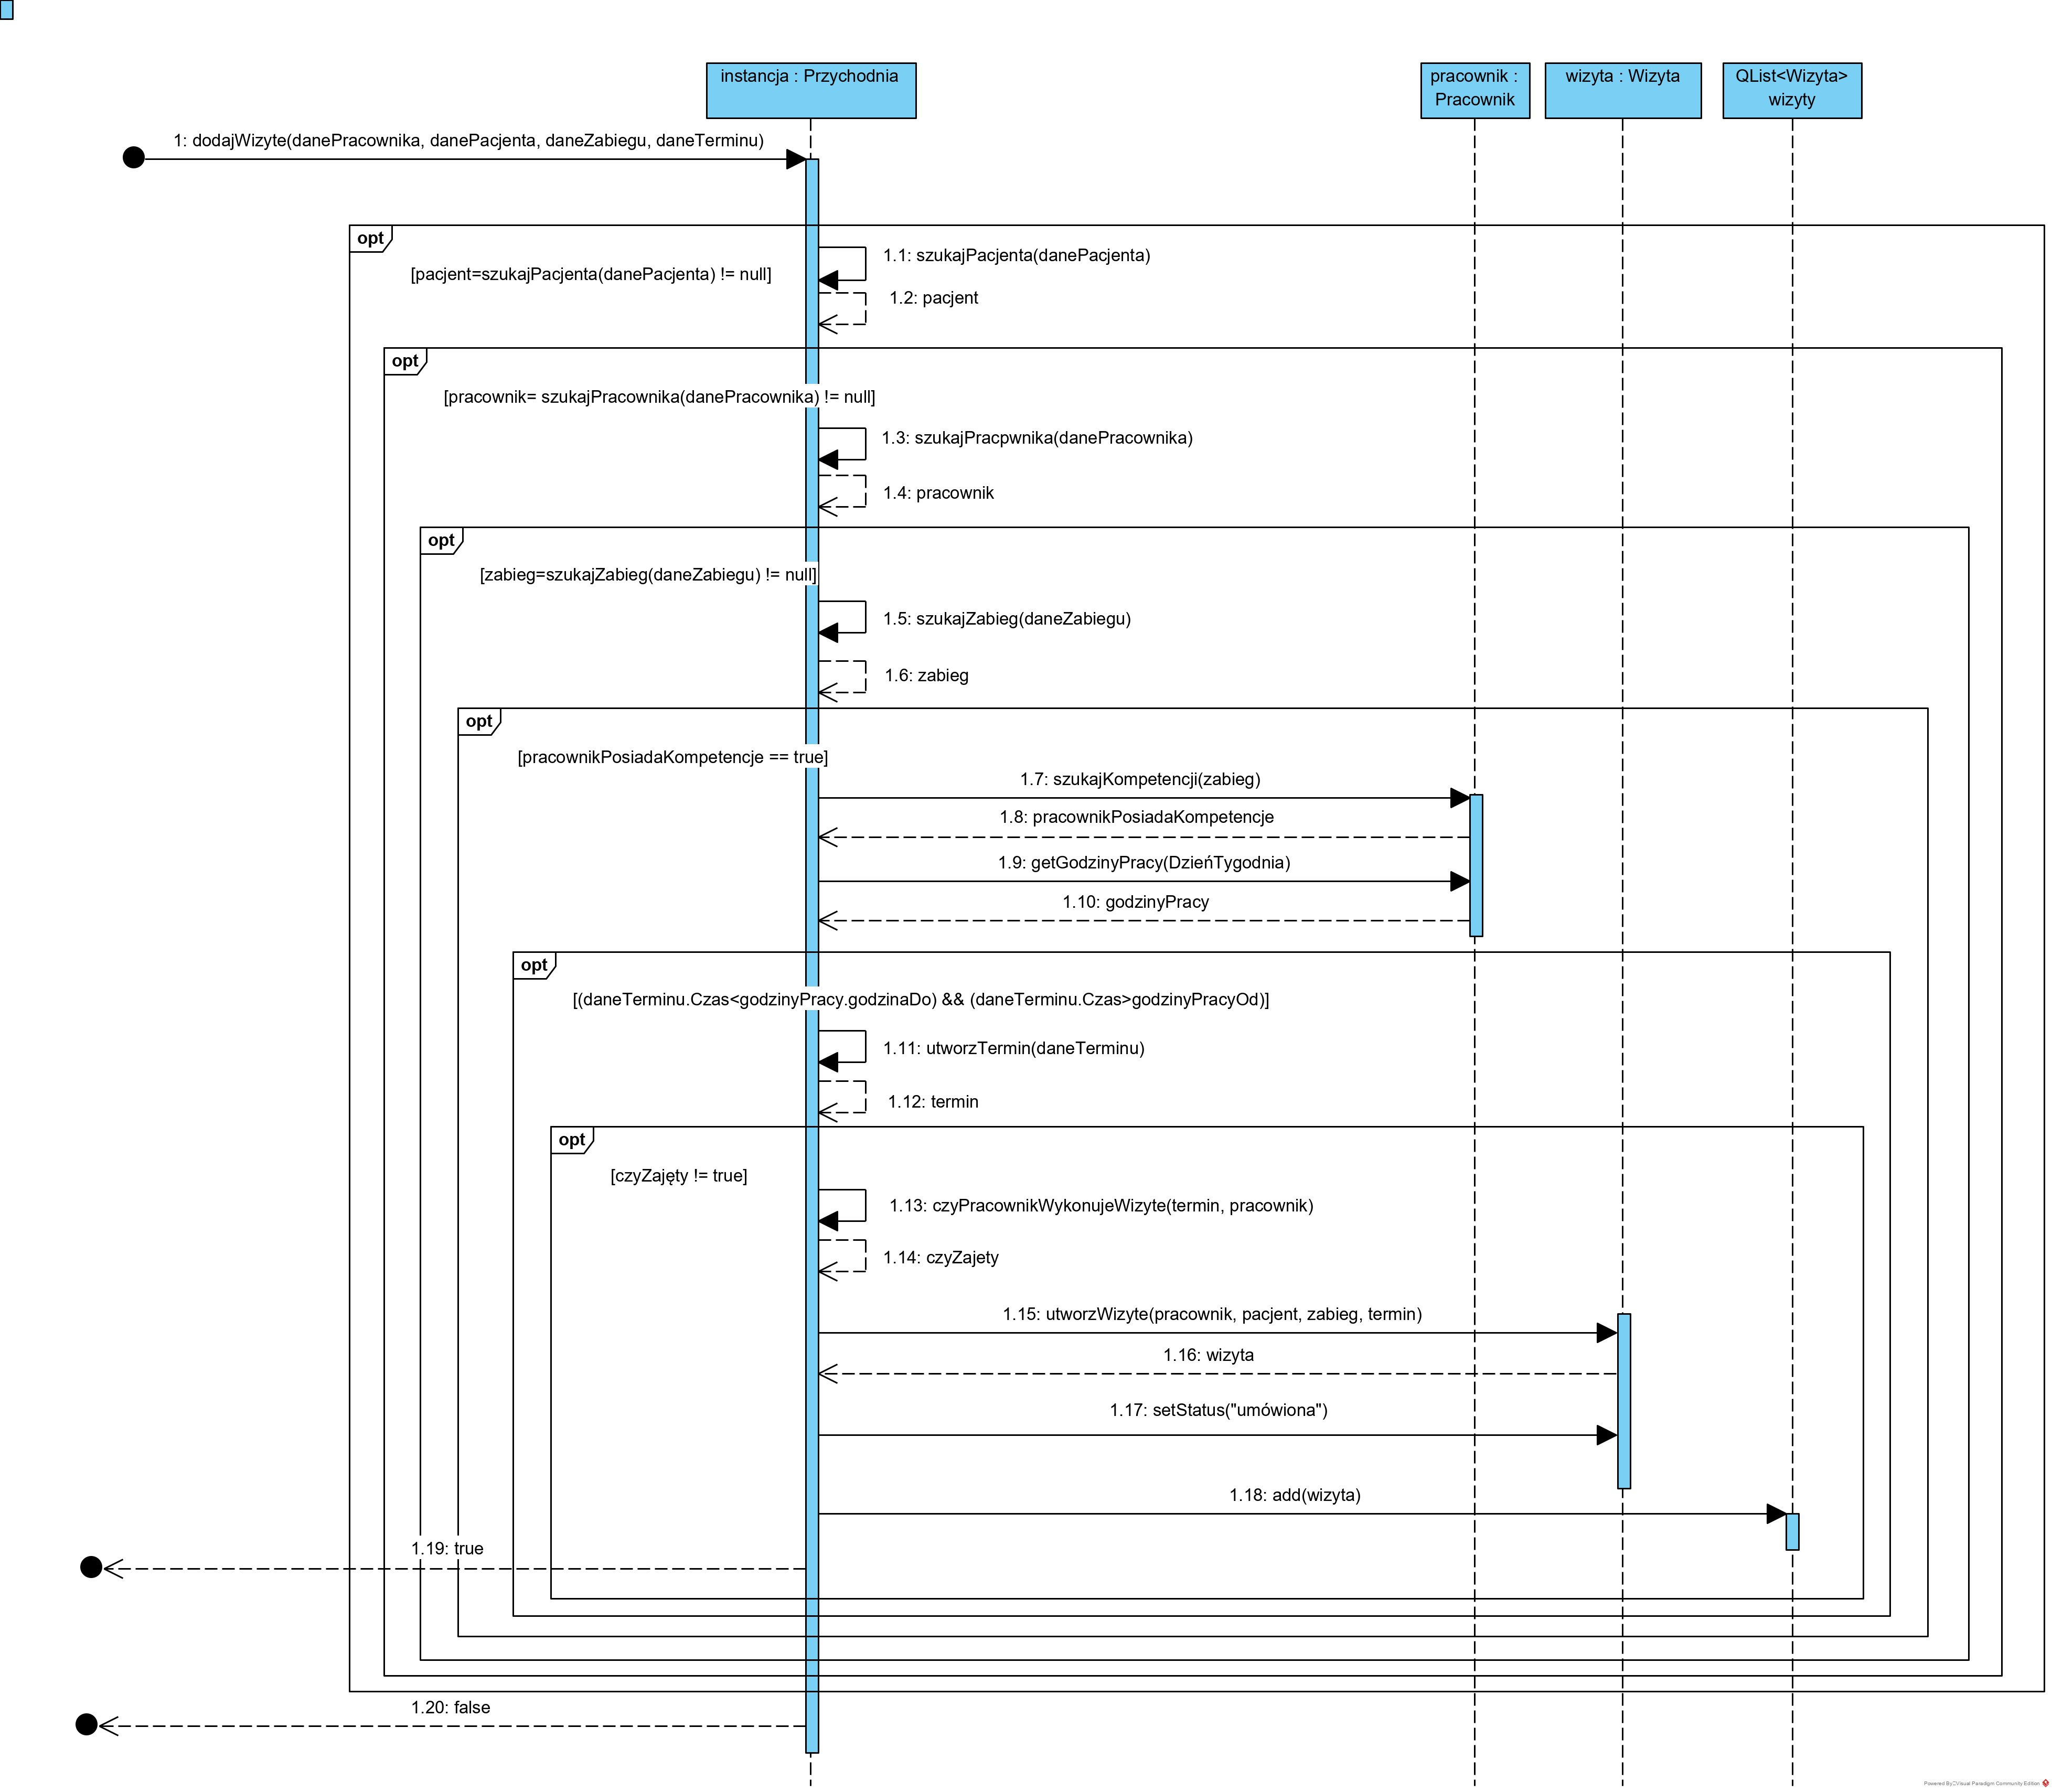 instancja : Przychodnia
pracownik :
Pracownik
wizyta : Wizyta
QList<Wizyta>
wizyty
1: dodajWizyte(danePracownika, danePacjenta, daneZabiegu, daneTerminu)
opt
[pacjent=szukajPacjenta(danePacjenta) != null]
1.1: szukajPacjenta(danePacjenta)
1.2: pacjent
opt
[pracownik= szukajPracownika(danePracownika) != null]
1.3: szukajPracpwnika(danePracownika)
1.4: pracownik
opt
[zabieg=szukajZabieg(daneZabiegu) != null]
1.5: szukajZabieg(daneZabiegu)
1.6: zabieg
opt
[pracownikPosiadaKompetencje == true]
1.7: szukajKompetencji(zabieg)
1.8: pracownikPosiadaKompetencje
1.9: getGodzinyPracy(DzieńTygodnia)
1.10: godzinyPracy
opt
[(daneTerminu.Czas<godzinyPracy.godzinaDo) && (daneTerminu.Czas>godzinyPracyOd)]
1.11: utworzTermin(daneTerminu)
1.12: termin
opt
[czyZajęty != true]
1.13: czyPracownikWykonujeWizyte(termin, pracownik)
1.14: czyZajety
1.15: utworzWizyte(pracownik, pacjent, zabieg, termin)
1.16: wizyta
1.17: setStatus("umówiona")
1.18: add(wizyta)
1.19: true
1.20: false
Powered By Visual Paradigm Community Edition